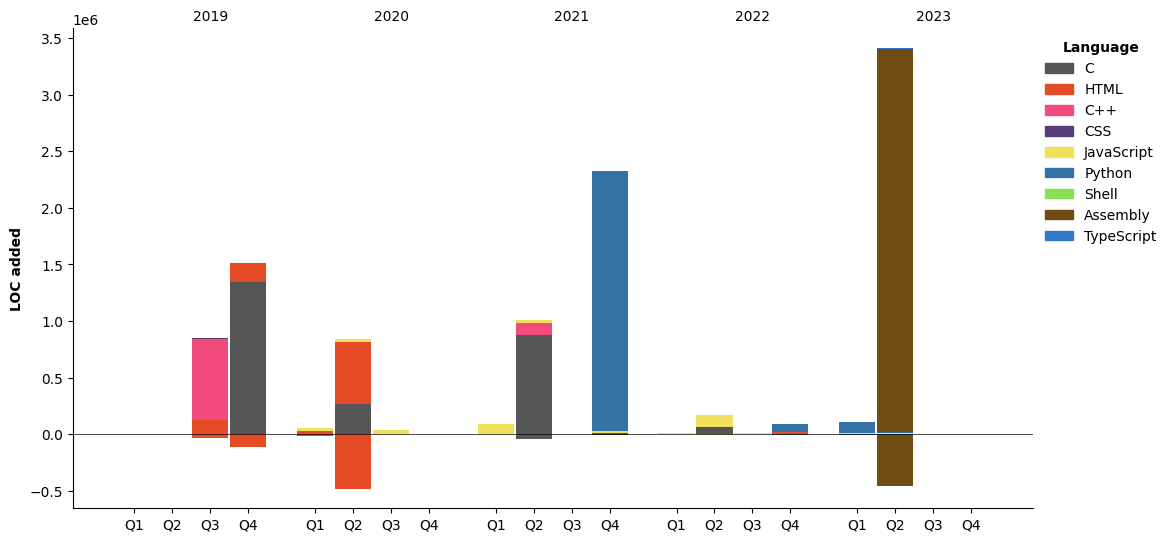 1e6
2019 2020 2021 2022 2023
3.5
3.0
2.5
2.0
1.5
1.0
0.5
0.0
−0.5
LOC added
Q1 Q2 Q3 Q4 Q1 Q2 Q3 Q4 Q1 Q2 Q3 Q4 Q1 Q2 Q3 Q4 Q1 Q2 Q3 Q4
Language
C
HTML
C++
CSS
JavaScript
Python
Shell
Assembly
TypeScript